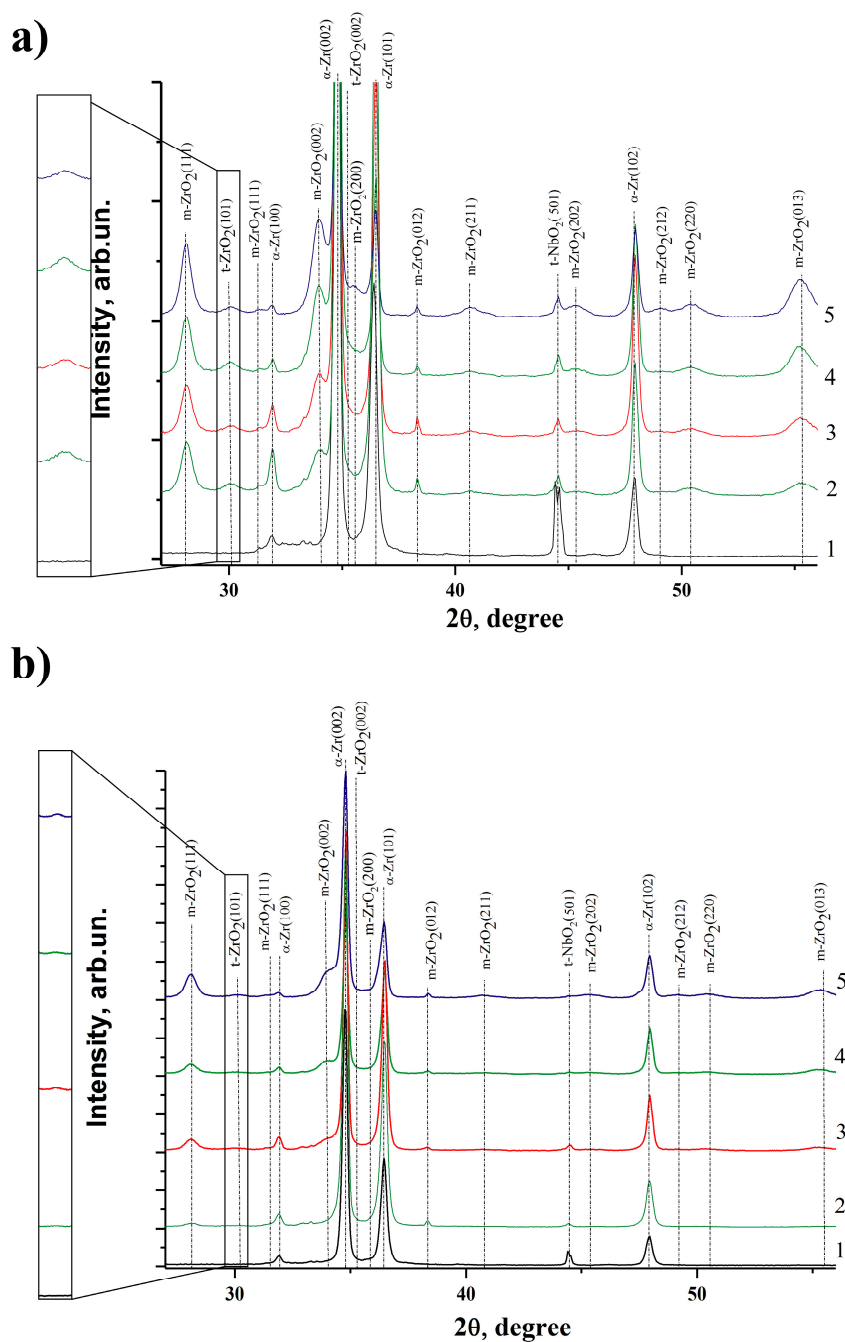 a)
α-Zr(002)
t-ZrO2(002)
α-Zr(101)
m-ZrO2(111)
t-ZrO2(101)
m-ZrO2(111)
α-Zr(100)
m-ZrO2(002)
m-ZrO2(200)
m-ZrO2(012)
m-ZrO2(211)
t-NbO2(501)
m-ZrO2(202)
α-Zr(102)
m-ZrO2(212)
m-ZrO2(220)
m-ZrO2(013)
Intensity, arb.un.
5
4
3
2
1
30 40 50
2θ, degree
b)
α-Zr(002)
t-ZrO2(002)
m-ZrO2(111)
t-ZrO2(101)
m-ZrO2(111)
α-Zr(100)
m-ZrO2(002)
m-ZrO2(200)
α-Zr(101)
m-ZrO2(012)
m-ZrO2(211)
t-NbO2(501)
m-ZrO2(202)
α-Zr(102)
m-ZrO2(212)
m-ZrO2(220)
m-ZrO2(013)
Intensity, arb.un.
5
4
3
2
1
30 40 50
2θ, degree